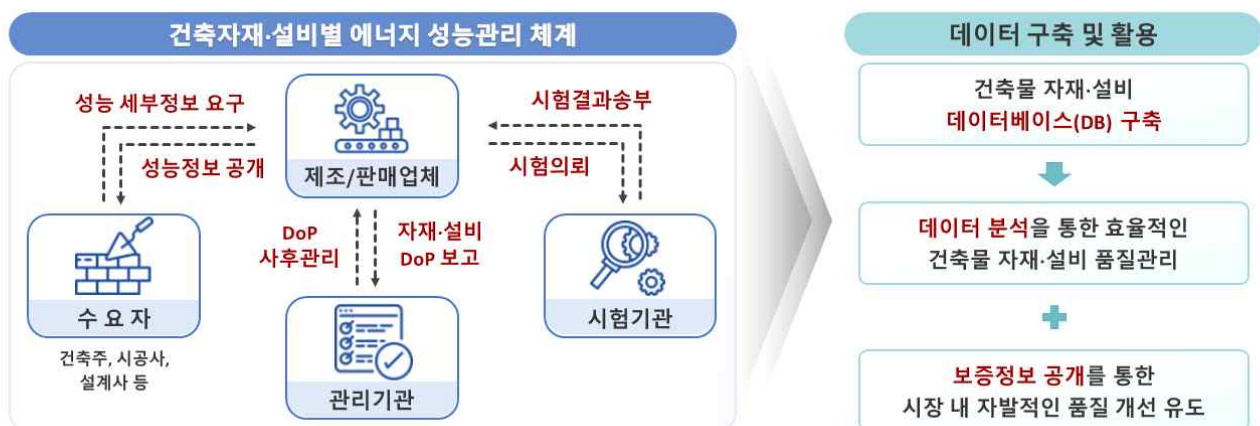 건축자재·설비별 에너지 성능관리 체계
성능 세부정보 요구
성능정보 공개
제조/판매업체
시험결과송부
시험의뢰
DoP
사후관리
자재·설비
DoP 보고
수요자
건축주, 시공사,
설계사 등
관리기관
시험기관
데이터 구축 및 활용
건축물 자재·설비
데이터베이스(DB) 구축
데이터 분석을 통한 효율적인
건축물 자재·설비 품질관리
보증정보 공개를 통한
시장 내 자발적인 품질 개선 유도